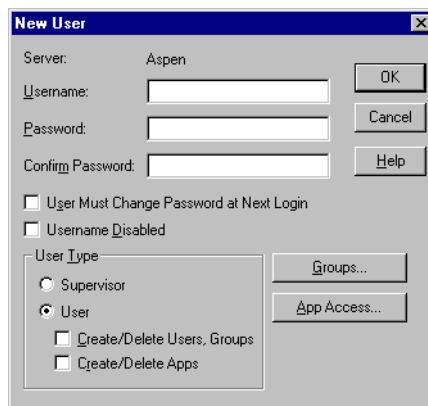 New User
Server: Aspen
OK
Username:
Cancel
Password:
Help
Confirm Password:
User Must Change Password at Next Login
Username Disabled
User Type
Groups...
Supervisor
App Access...
User
Create/Delete Users, Groups
Create/Delete Apps